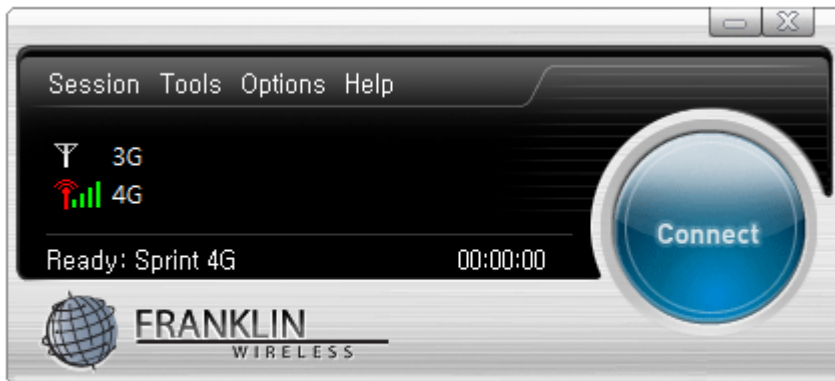 Session Tools Options Help
3G
4G
Connect
Ready: Sprint 4G 00:00:00
FRANKLIN
WIRELESS